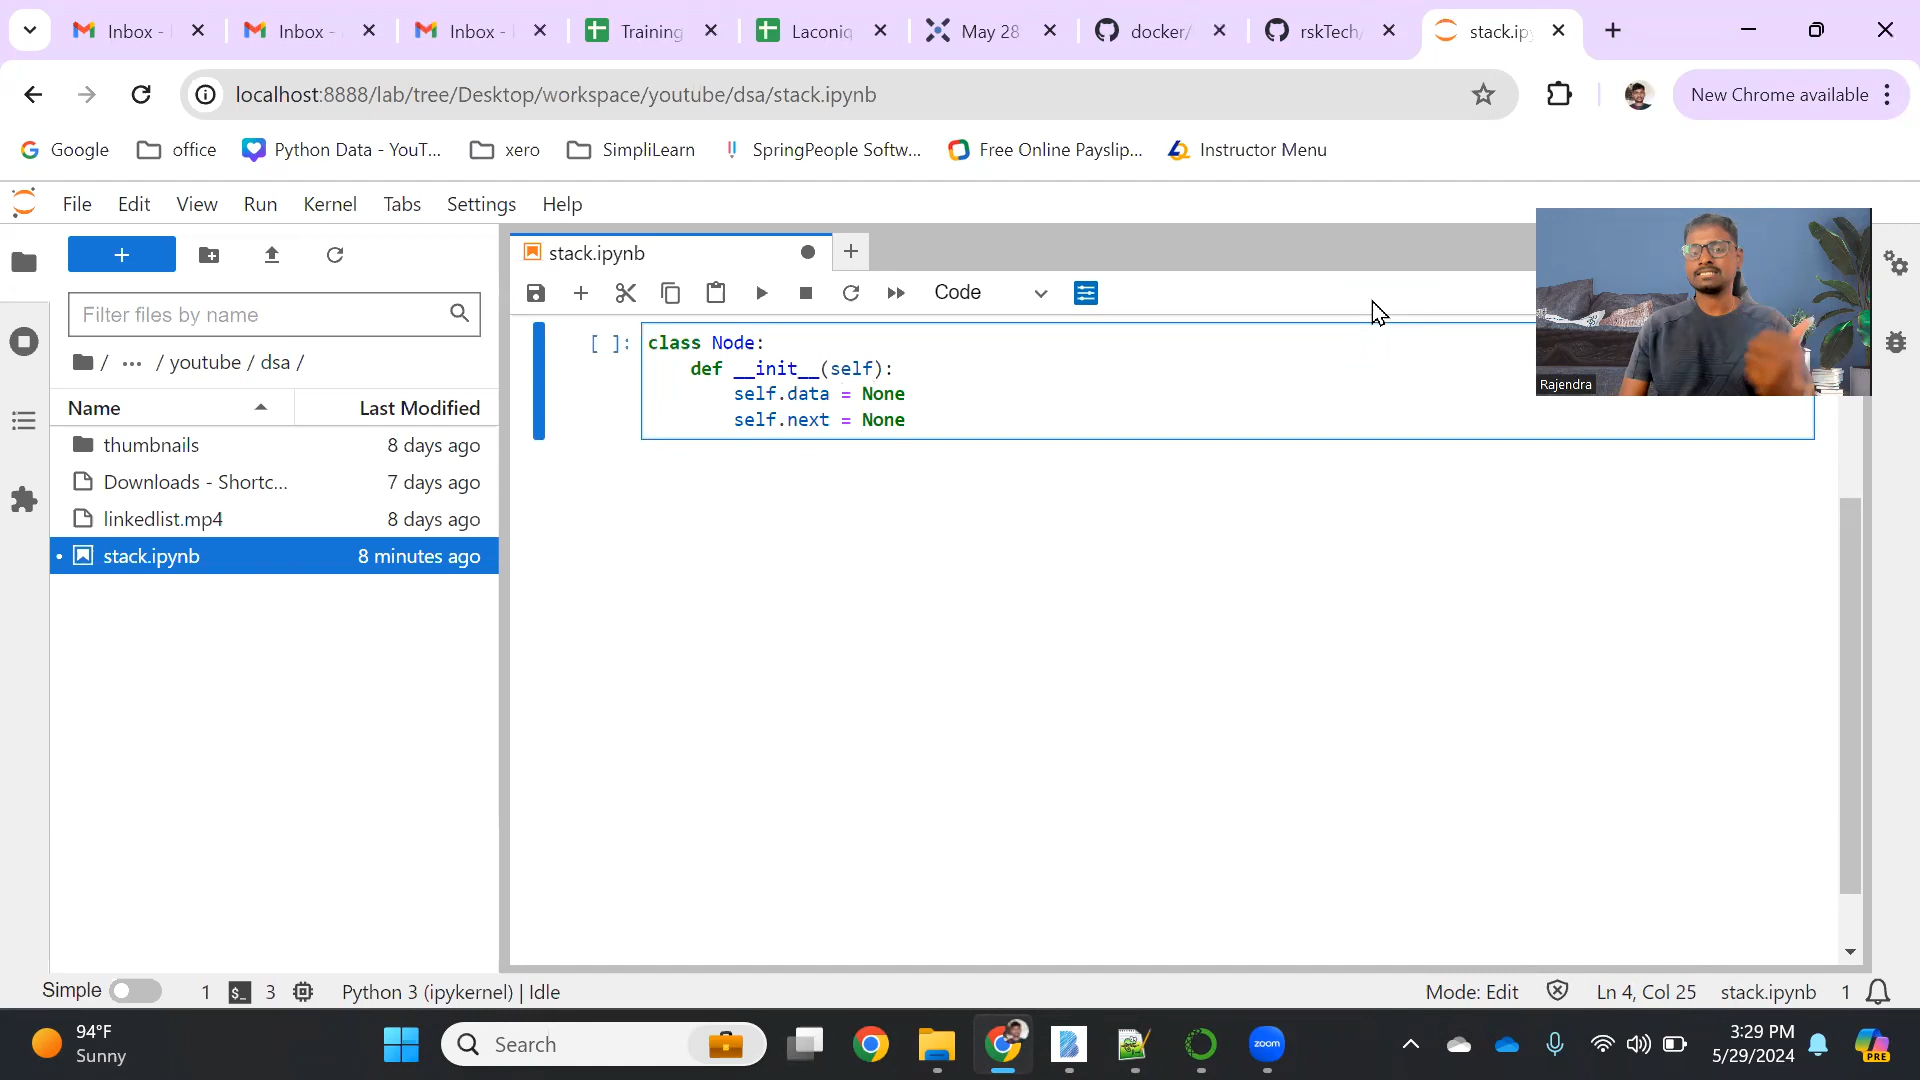 Inbox -
Inbox -
Inbox -
Training
Laconiq
May 28
docker/
rskTech/
stack.ip
localhost:8888/lab/tree/Desktop/workspace/youtube/dsa/stack.ipynb
New Chrome available
Google
office
Python Data - YouT...
xero
SimpliLearn
SpringPeople Softw...
Free Online Payslip...
Instructor Menu
File Edit View Run Kernel Tabs Settings Help
Filter files by name
/ ··· / youtube / dsa /
Name Last Modified
thumbnails 8 days ago
Downloads - Shortc... 7 days ago
linkedlist.mp4 8 days ago
stack.ipynb 8 minutes ago
stack.ipynb
Code
[ ]: class Node:
def __init__(self):
self.data = None
self.next = None
Rajendra
Simple 1 $_ 3 Python 3 (ipykernel) | Idle
Mode: Edit Ln 4, Col 25 stack.ipynb 1
94°F
Sunny
Search
zoom
3:29 PM
5/29/2024
PRE